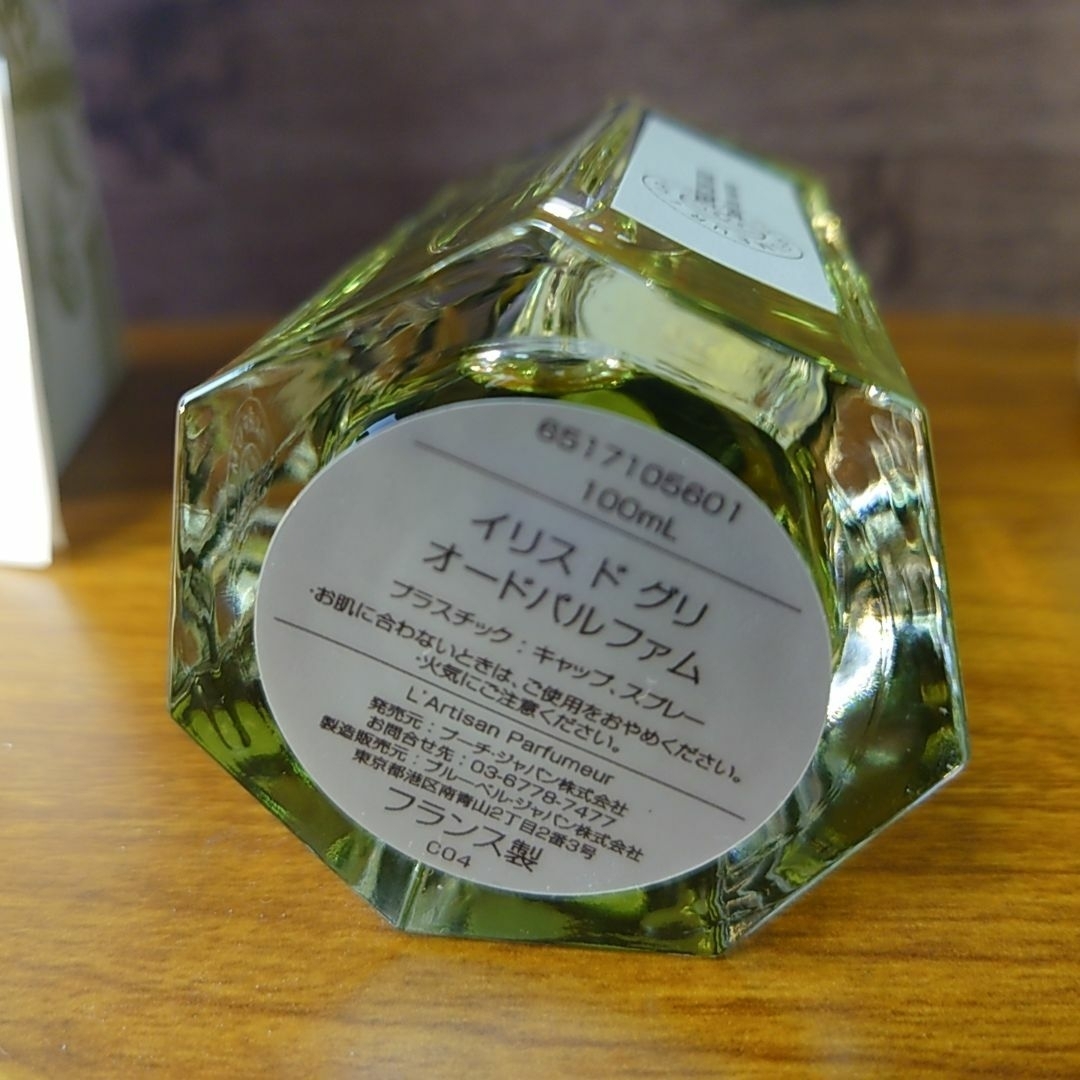 6517105601
100mL
イリス ド グリ
オードパルファム
プラスチック：キャップ、スプレー
・お肌に合わないときは、ご使用をおやめください。
・火気にご注意ください。
L'Artisan Parfumeur
発売元：プーチ・ジャパン株式会社
お問合せ先：03-6778-7477
製造販売元：ブルーベル・ジャパン株式会社
東京都港区南青山2丁目2番3号
フランス製
C04